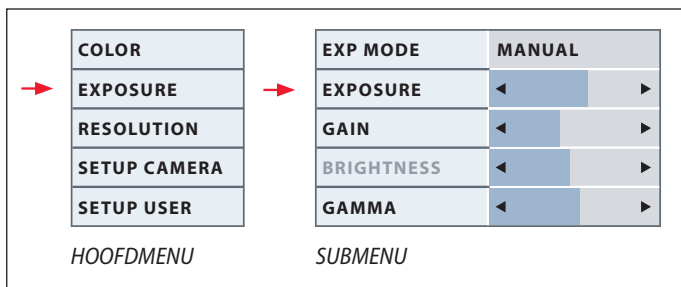 COLOR
EXPOSURE
RESOLUTION
SETUP CAMERA
SETUP USER
HOOFDMENU
EXP MODE MANUAL
EXPOSURE
GAIN
BRIGHTNESS
GAMMA
SUBMENU